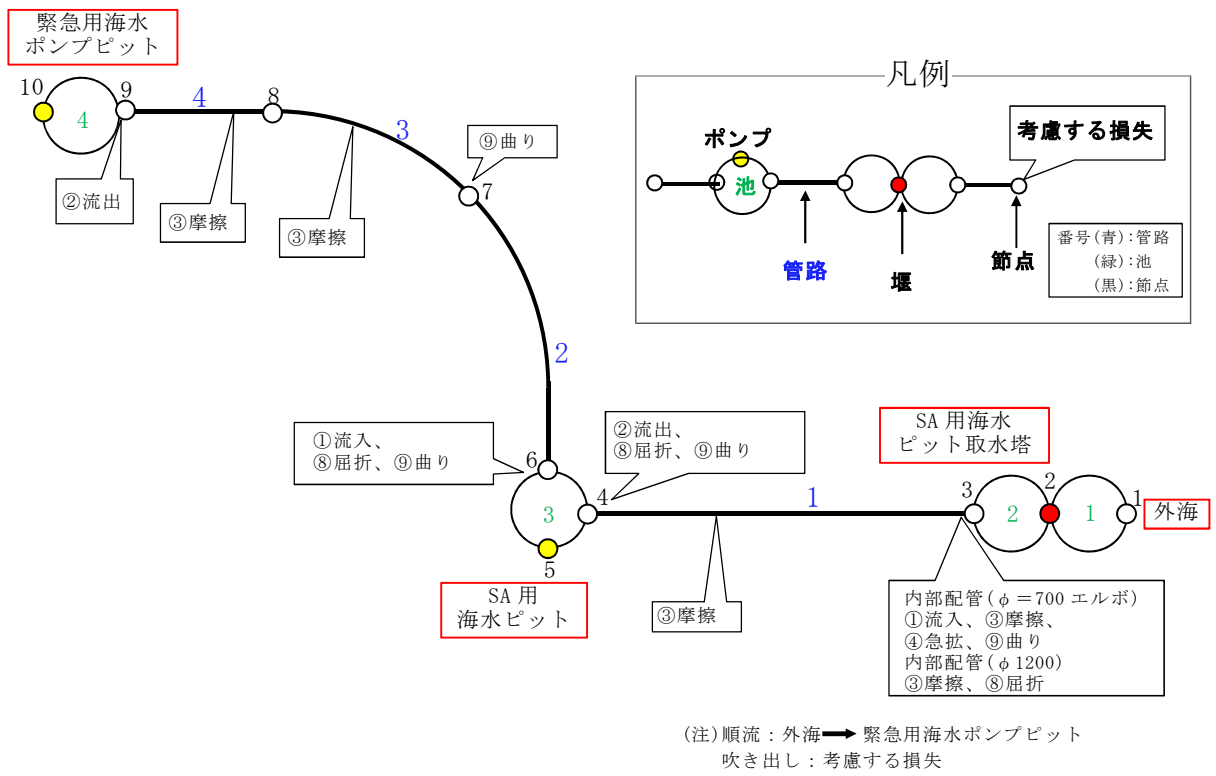 緊急用海水
ポンプピット
10
4
9
4
8
3
②流出
③摩擦
③摩擦
⑨曲り
7
2
凡例
ポンプ
池
管路
堰
節点
考慮する損失
番号(青):管路
(緑):池
(黒):節点
①流入、
⑧屈折、⑨曲り
6
3
5
4
②流出、
⑧屈折、⑨曲り
SA 用
海水ピット
1
③摩擦
SA 用海水
ピット取水塔
3
2
2
1
1
外海
内部配管(φ=700 エルボ)
①流入、③摩擦、
④急拡、⑨曲り
内部配管(φ1200)
③摩擦、⑧屈折
(注)順流:外海➡緊急用海水ポンプピット
吹き出し:考慮する損失